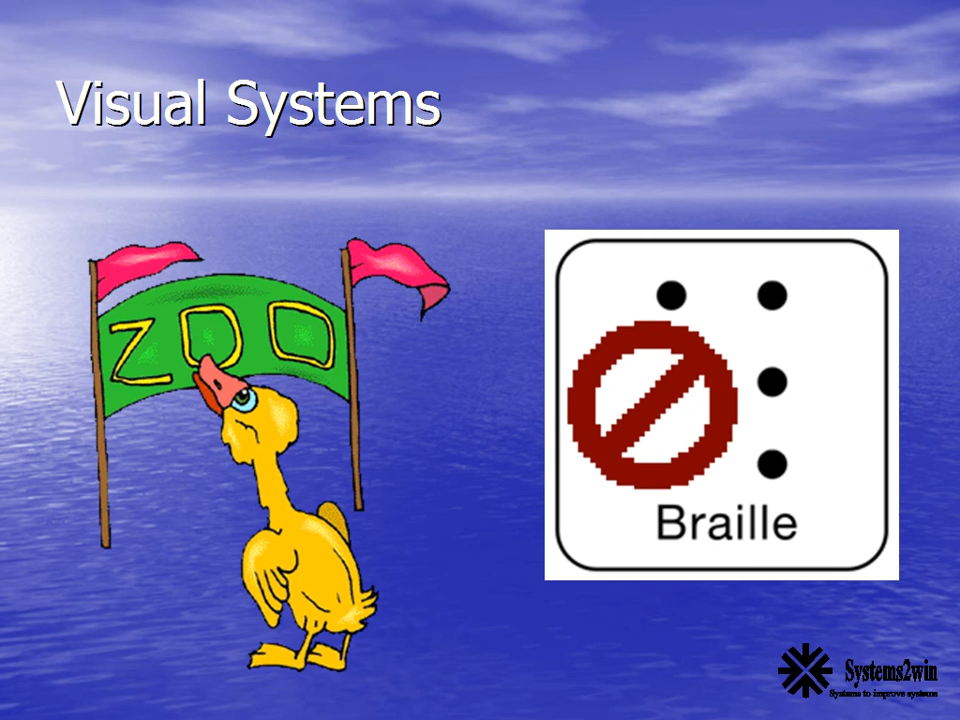 Visual Systems
ZOO
Braille
Systems2win
Systems to improve systems